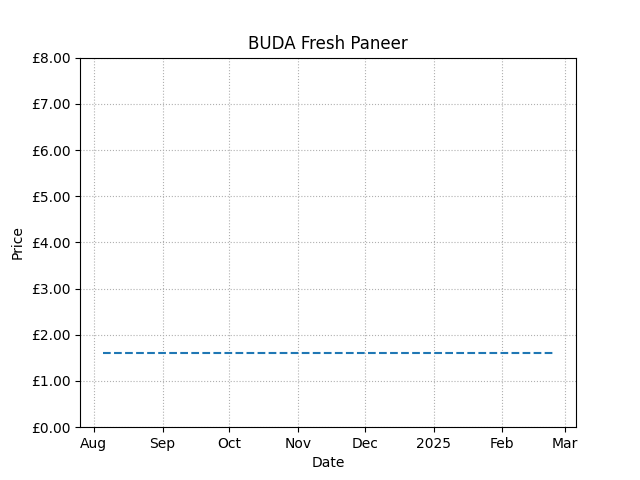 BUDA Fresh Paneer
£8.00
£7.00
£6.00
£5.00
£4.00
£3.00
£2.00
£1.00
£0.00
Price
Aug Sep Oct Nov Dec 2025 Feb Mar
Date